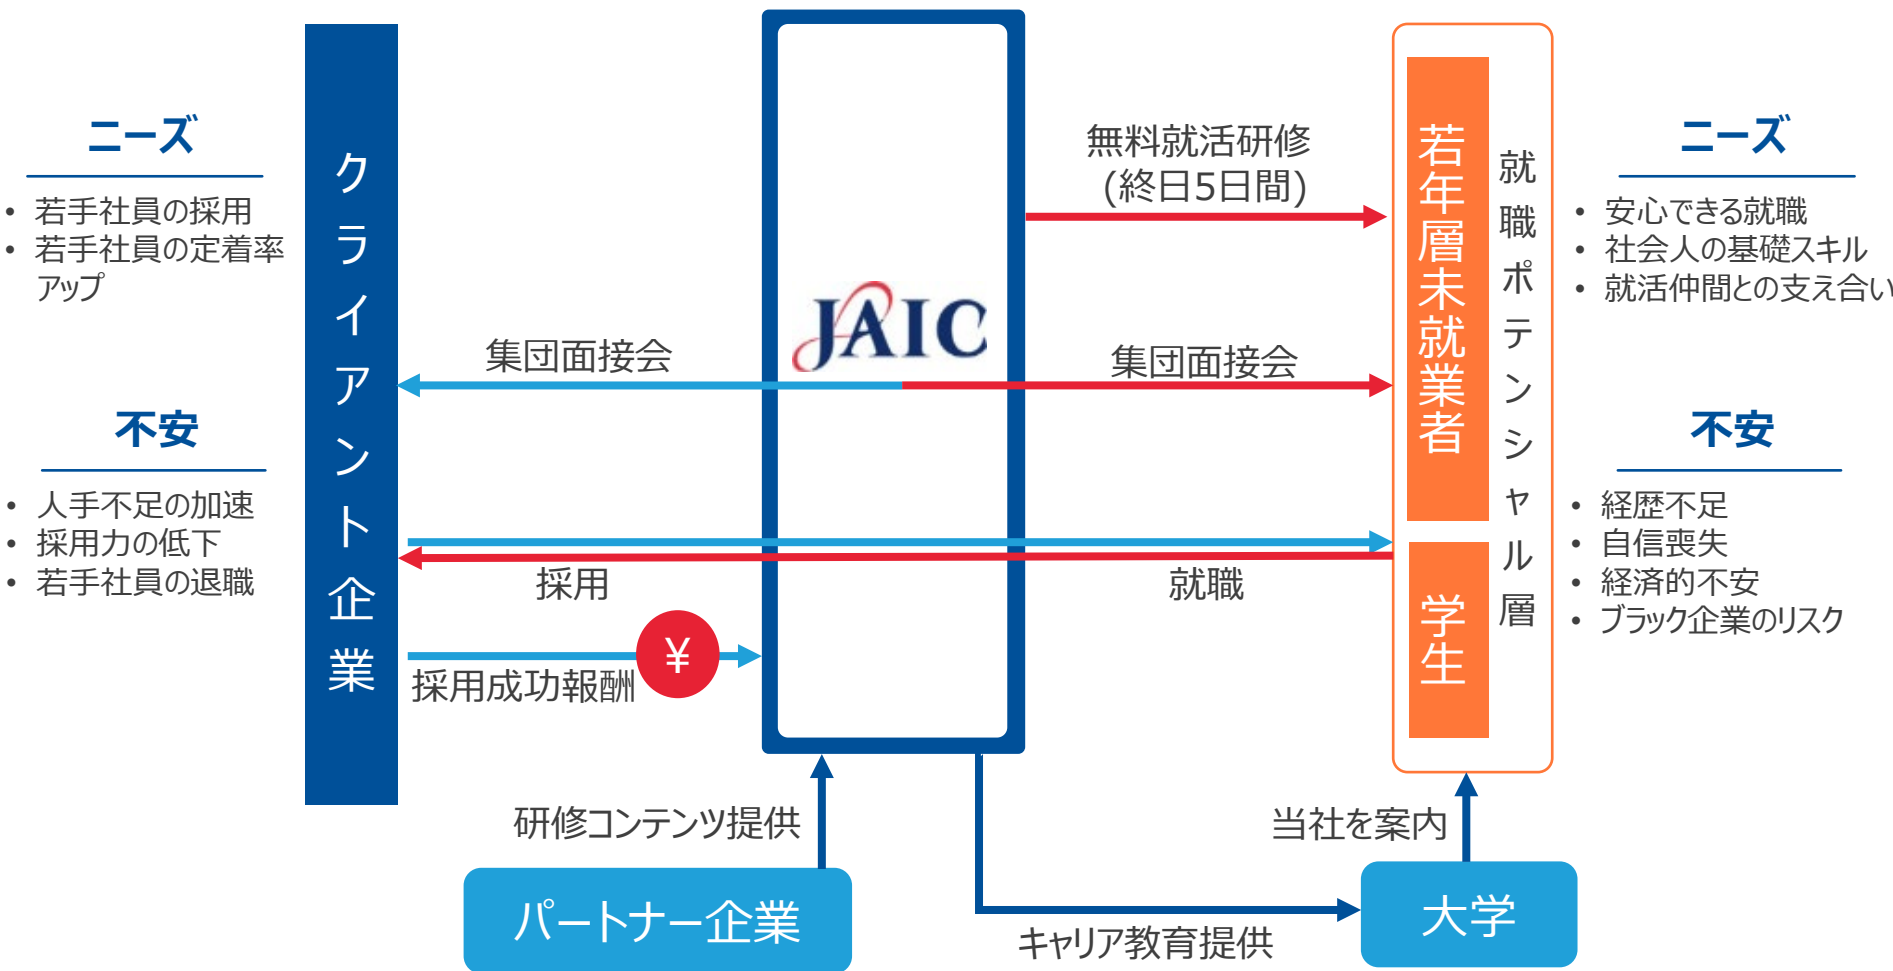 ニーズ
• 若手社員の採用
• 若手社員の定着率
アップ
不安
• 人手不足の加速
• 採用力の低下
• 若手社員の退職
クライアント企業
集団面接会
採用
採用成功報酬
¥
JAIC
無料就活研修
(終日5日間)
集団面接会
就職
若年層未就業者
学生
就職ポテンシャル層
ニーズ
• 安心できる就職
• 社会人の基礎スキル
• 就活仲間との支え合い
不安
• 経歴不足
• 自信喪失
• 経済的不安
• ブラック企業のリスク
研修コンテンツ提供
パートナー企業
キャリア教育提供
当社を案内
大学